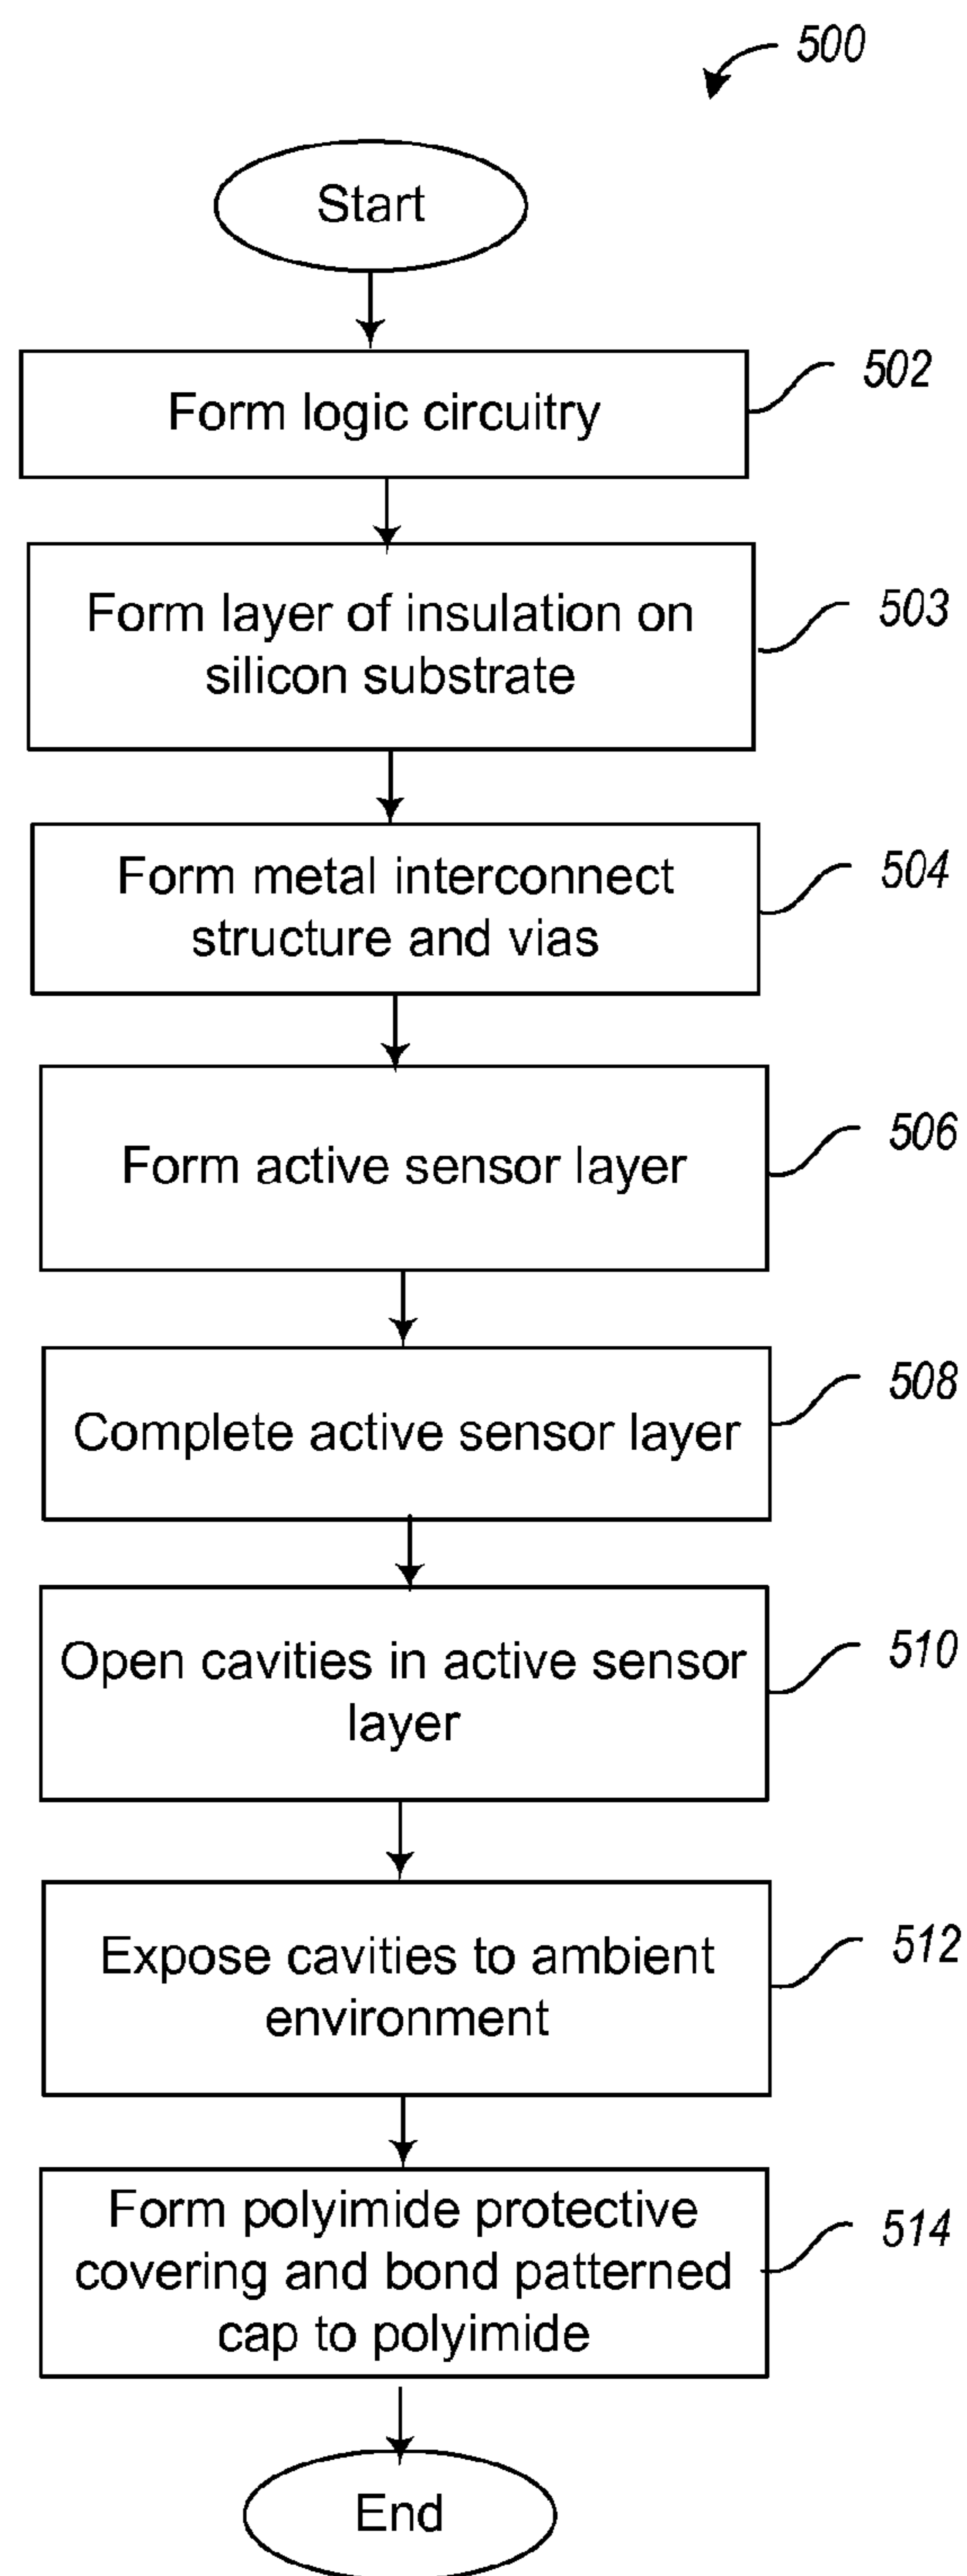 500
Start
Form logic circuitry
502
Form layer of insulation on
silicon substrate
503
Form metal interconnect
structure and vias
504
Form active sensor layer
506
Complete active sensor layer
508
Open cavities in active sensor
layer
510
Expose cavities to ambient
environment
512
Form polyimide protective
covering and bond patterned
cap to polyimide
514
End